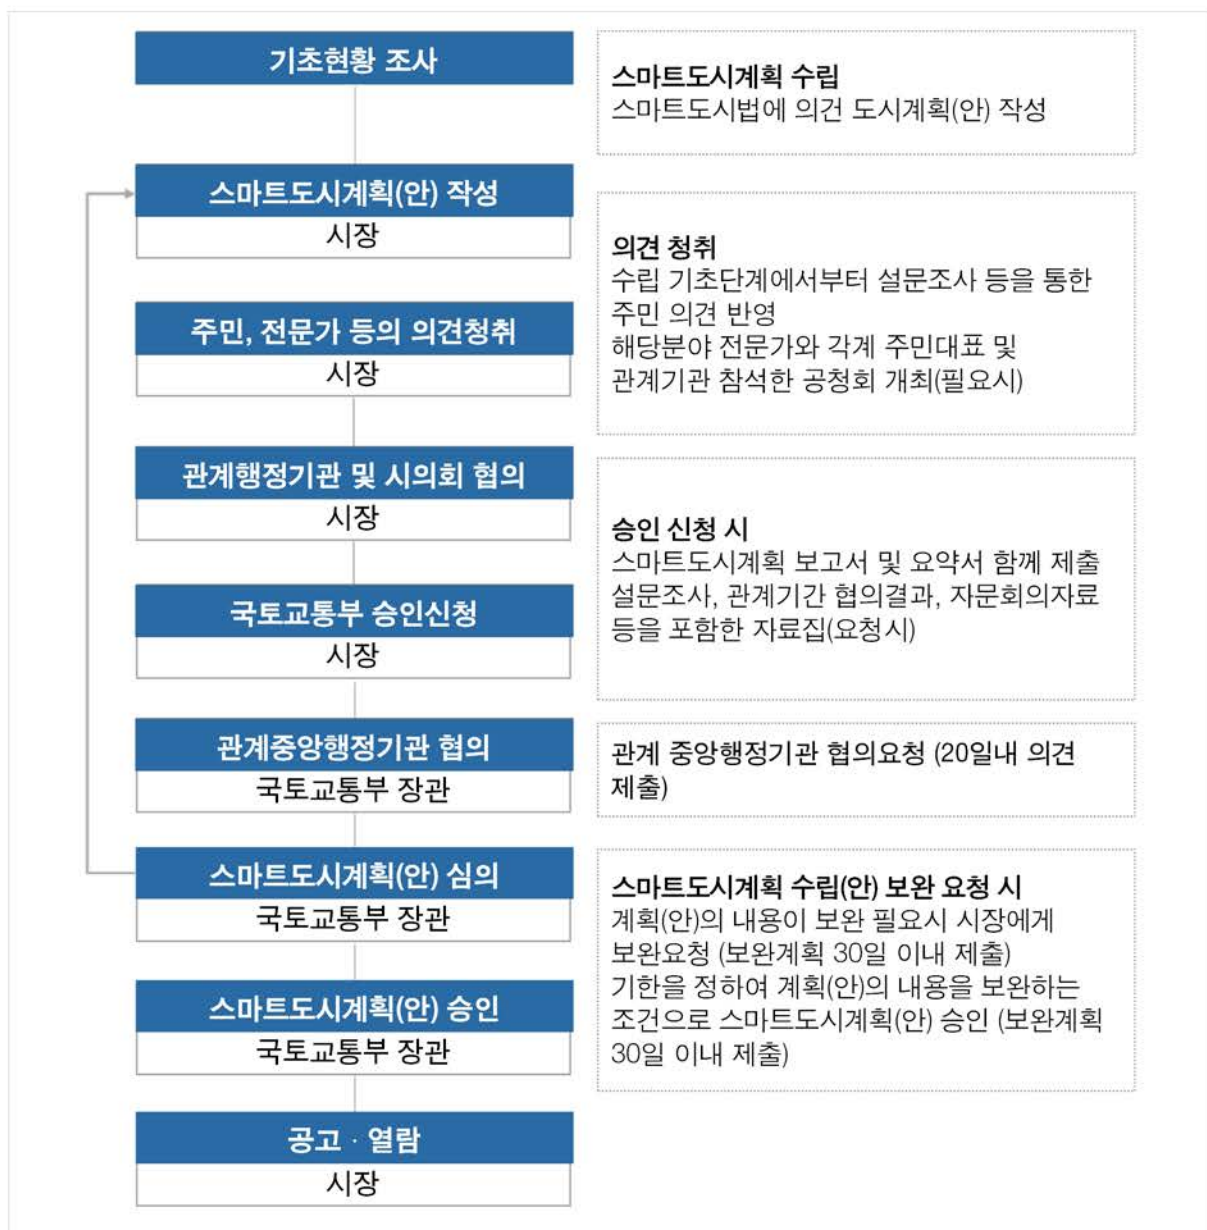 기초현황 조사
스마트도시계획 수립
스마트도시법에 의건 도시계획(안) 작성
스마트도시계획(안) 작성
시장
의견 청취
수립 기초단계에서부터 설문조사 등을 통한
주민 의견 반영
해당분야 전문가와 각계 주민대표 및
관계기관 참석한 공청회 개최(필요시)
주민, 전문가 등의 의견청취
시장
관계행정기관 및 시의회 협의
시장
승인 신청 시
스마트도시계획 보고서 및 요약서 함께 제출
설문조사, 관계기간 협의결과, 자문회의자료
등을 포함한 자료집(요청시)
국토교통부 승인신청
시장
관계중앙행정기관 협의
국토교통부 장관
관계 중앙행정기관 협의요청 (20일내 의견
제출)
스마트도시계획(안) 심의
국토교통부 장관
스마트도시계획 수립(안) 보완 요청 시
계획(안)의 내용이 보완 필요시 시장에게
보완요청 (보완계획 30일 이내 제출)
기한을 정하여 계획(안)의 내용을 보완하는
조건으로 스마트도시계획(안) 승인 (보완계획
30일 이내 제출)
스마트도시계획(안) 승인
국토교통부 장관
공고 · 열람
시장